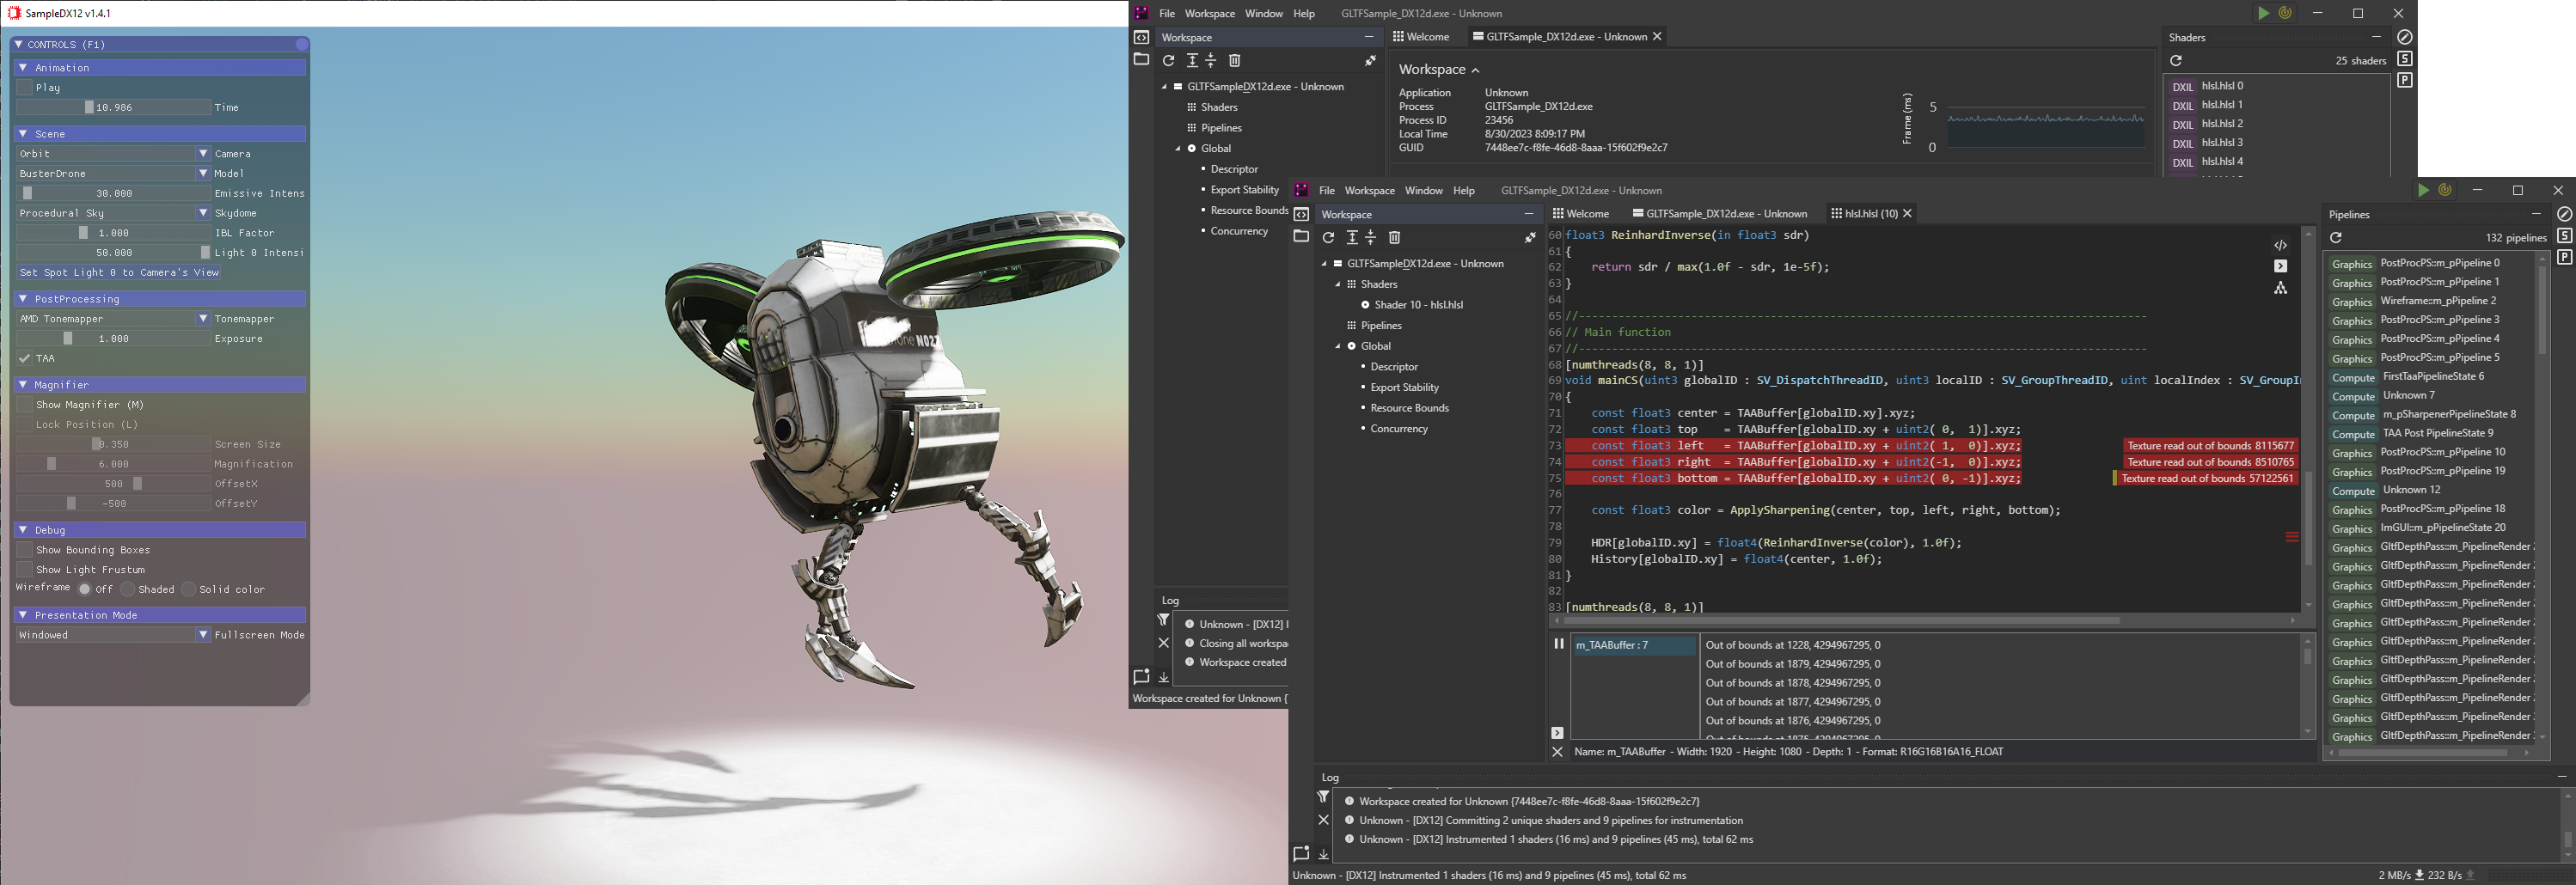 SampleDX12 v1.4.1
CONTROLS (F1)
Animation
Play
10.986 Time
Scene
Orbit Camera
BusterDrone Model
30.000 Emissive Intens
Procedural Sky Skydome
1.000 IBL Factor
50.000 Light 0 Intensi
Set Spot Light 0 to Camera's View
PostProcessing
AMD Tonemapper Tonemapper
1.000 Exposure
TAA
Magnifier
Show Magnifier (M)
Lock Position (L)
0.350 Screen Size
6.000 Magnification
500 OffsetX
-500 OffsetY
Debug
Show Bounding Boxes
Show Light Frustum
Wireframe Off Shaded Solid color
Presentation Mode
Windowed Fullscreen Mode
File Workspace Window Help GLTFSample_DX12d.exe - Unknown
Workspace
GLTFSample_DX12d.exe - Unknown
Shaders
Pipelines
Global
Descriptor
Export Stability
Resource Bounds
Concurrency
Welcome GLTFSample_DX12d.exe - Unknown
Workspace
Application Unknown
Process GLTFSample_DX12d.exe
Process ID 23456
Local Time 8/30/2023 8:09:17 PM
GUID 7448ee7c-f8fe-46d8-8aaa-15f602f9e2c7
Frame (ms)
5
0
Shaders
25 shaders
DXIL hlsl.hlsl 0
DXIL hlsl.hlsl 1
DXIL hlsl.hlsl 2
DXIL hlsl.hlsl 3
DXIL hlsl.hlsl 4
Log
Unknown - [DX12]
Closing all workspa
Workspace created
Workspace created for Unknown {
File Workspace Window Help GLTFSample_DX12d.exe - Unknown
Workspace
GLTFSampleDX12d.exe - Unknown
Shaders
Shader 10 - hlsl.hlsl
Pipelines
Global
Descriptor
Export Stability
Resource Bounds
Concurrency
Welcome GLTFSample_DX12d.exe - Unknown hlsl.hlsl (10)
60 float3 ReinhardInverse(in float3 sdr)
61 {
62 return sdr / max(1.0f - sdr, 1e-5f);
63 }
64
65 //--------------------------------------------------------------------------------------
66 // Main function
67 //--------------------------------------------------------------------------------------
68 [numthreads(8, 8, 1)]
69 void mainCS(uint3 globalID : SV_DispatchThreadID, uint3 localID : SV_GroupThreadID, uint localIndex : SV_GroupI
70 {
71 const float3 center = TAABuffer[globalID.xy].xyz;
72 const float3 top = TAABuffer[globalID.xy + uint2( 0, 1)].xyz;
73 const float3 left = TAABuffer[globalID.xy + uint2( 1, 0)].xyz; Texture read out of bounds 8115677
74 const float3 right = TAABuffer[globalID.xy + uint2(-1, 0)].xyz; Texture read out of bounds 8510765
75 const float3 bottom = TAABuffer[globalID.xy + uint2( 0, -1)].xyz; Texture read out of bounds 57122561
76
77 const float3 color = ApplySharpening(center, top, left, right, bottom);
78
79 HDR[globalID.xy] = float4(ReinhardInverse(color), 1.0f);
80 History[globalID.xy] = float4(center, 1.0f);
81 }
82
83 [numthreads(8, 8, 1)]
m_TAABuffer : 7
Out of bounds at 1228, 4294967295, 0
Out of bounds at 1879, 4294967295, 0
Out of bounds at 1878, 4294967295, 0
Out of bounds at 1877, 4294967295, 0
Out of bounds at 1876, 4294967295, 0
Out of bounds at 1875, 4294967295, 0
Name: m_TAABuffer - Width: 1920 - Height: 1080 - Depth: 1 - Format: R16G16B16A16_FLOAT
Pipelines
132 pipelines
Graphics PostProcPS::m_pPipeline 0
Graphics PostProcPS::m_pPipeline 1
Graphics Wireframe::m_pPipeline 2
Graphics PostProcPS::m_pPipeline 3
Graphics PostProcPS::m_pPipeline 4
Graphics PostProcPS::m_pPipeline 5
Compute FirstTaaPipelineState 6
Compute Unknown 7
Compute m_pSharpenerPipelineState 8
Compute TAA Post PipelineState 9
Graphics PostProcPS::m_pPipeline 10
Graphics PostProcPS::m_pPipeline 19
Compute Unknown 12
Graphics PostProcPS::m_pPipeline 18
Graphics ImGUI::m_pPipelineState 20
Graphics GltfDepthPass::m_PipelineRender
Graphics GltfDepthPass::m_PipelineRender
Graphics GltfDepthPass::m_PipelineRender
Graphics GltfDepthPass::m_PipelineRender
Graphics GltfDepthPass::m_PipelineRender
Graphics GltfDepthPass::m_PipelineRender
Graphics GltfDepthPass::m_PipelineRender
Graphics GltfDepthPass::m_PipelineRender
Graphics GltfDepthPass::m_PipelineRender
Graphics GltfDepthPass::m_PipelineRender
Graphics GltfDepthPass::m_PipelineRender
Log
Workspace created for Unknown {7448ee7c-f8fe-46d8-8aaa-15f602f9e2c7}
Unknown - [DX12] Committing 2 unique shaders and 9 pipelines for instrumentation
Unknown - [DX12] Instrumented 1 shaders (16 ms) and 9 pipelines (45 ms), total 62 ms
Unknown - [DX12] Instrumented 1 shaders (16 ms) and 9 pipelines (45 ms), total 62 ms
2 MB/s 232 B/s